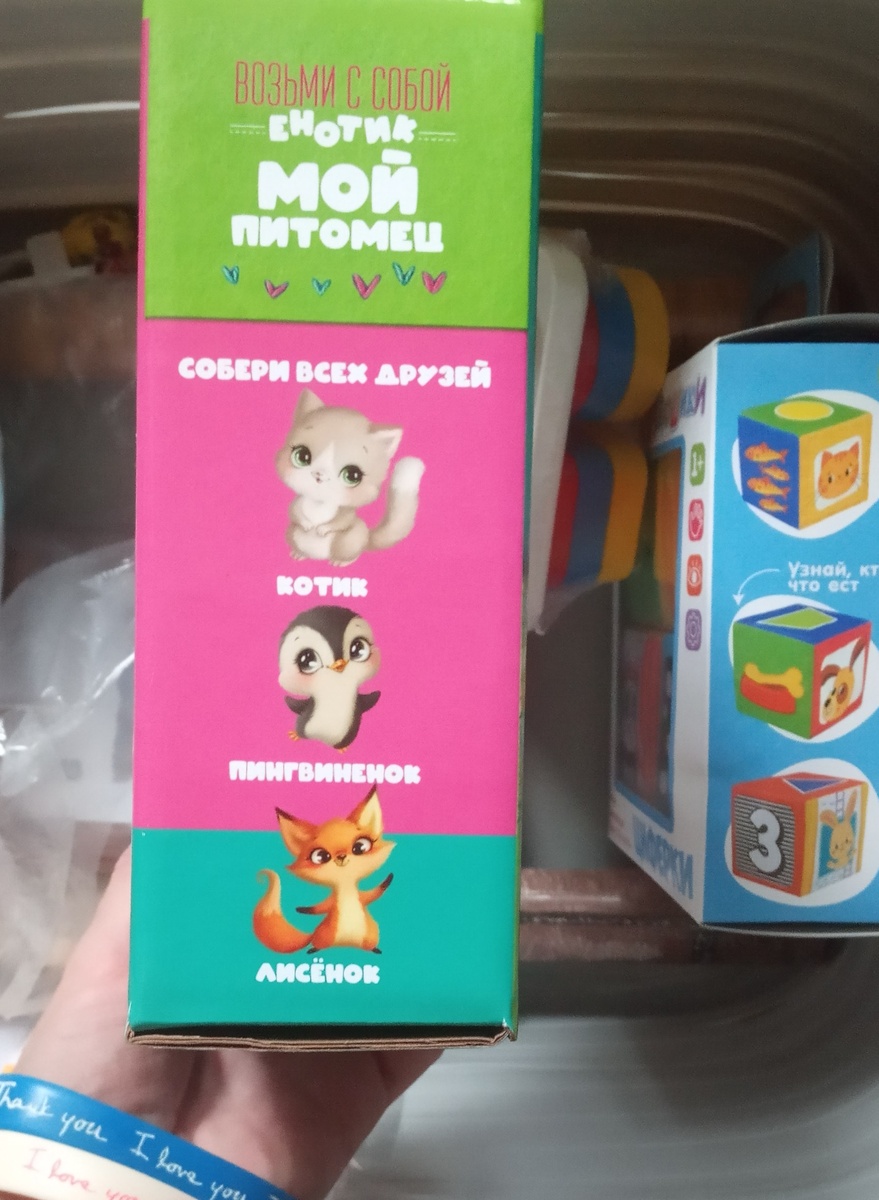 ВОЗЬМИ С СОБОЙ
ЕНОТИК
МОЙ
ПИТОМЕЦ
СОБЕРИ ВСЕХ ДРУЗЕЙ
КОТИК
ПИНГВИНЕНОК
ЛИСЁНОК
1+
Узнай,
что ест
3
Thank you I love you
I love you